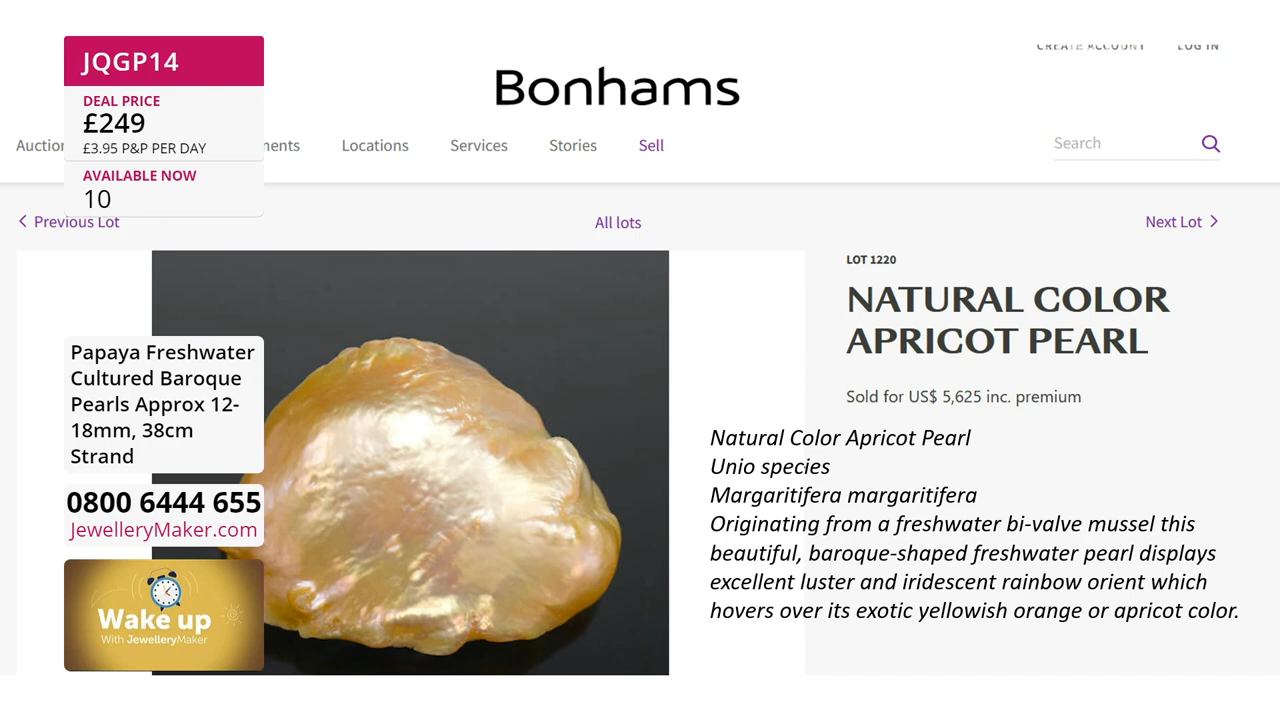 JQGP14
DEAL PRICE
£249
£3.95 P&P PER DAY
AVAILABLE NOW
10
CREATE ACCOUNT LOG IN
Bonhams
Locations Services Stories Sell
Search
Previous Lot All lots Next Lot
LOT 1220
NATURAL COLOR
APRICOT PEARL
Sold for US$ 5,625 inc. premium
Natural Color Apricot Pearl
Unio species
Margaritifera margaritifera
Originating from a freshwater bi-valve mussel this
beautiful, baroque-shaped freshwater pearl displays
excellent luster and iridescent rainbow orient which
hovers over its exotic yellowish orange or apricot color.
Papaya Freshwater
Cultured Baroque
Pearls Approx 12-
18mm, 38cm
Strand
0800 6444 655
JewelleryMaker.com
Wake up
With JewelleryMaker